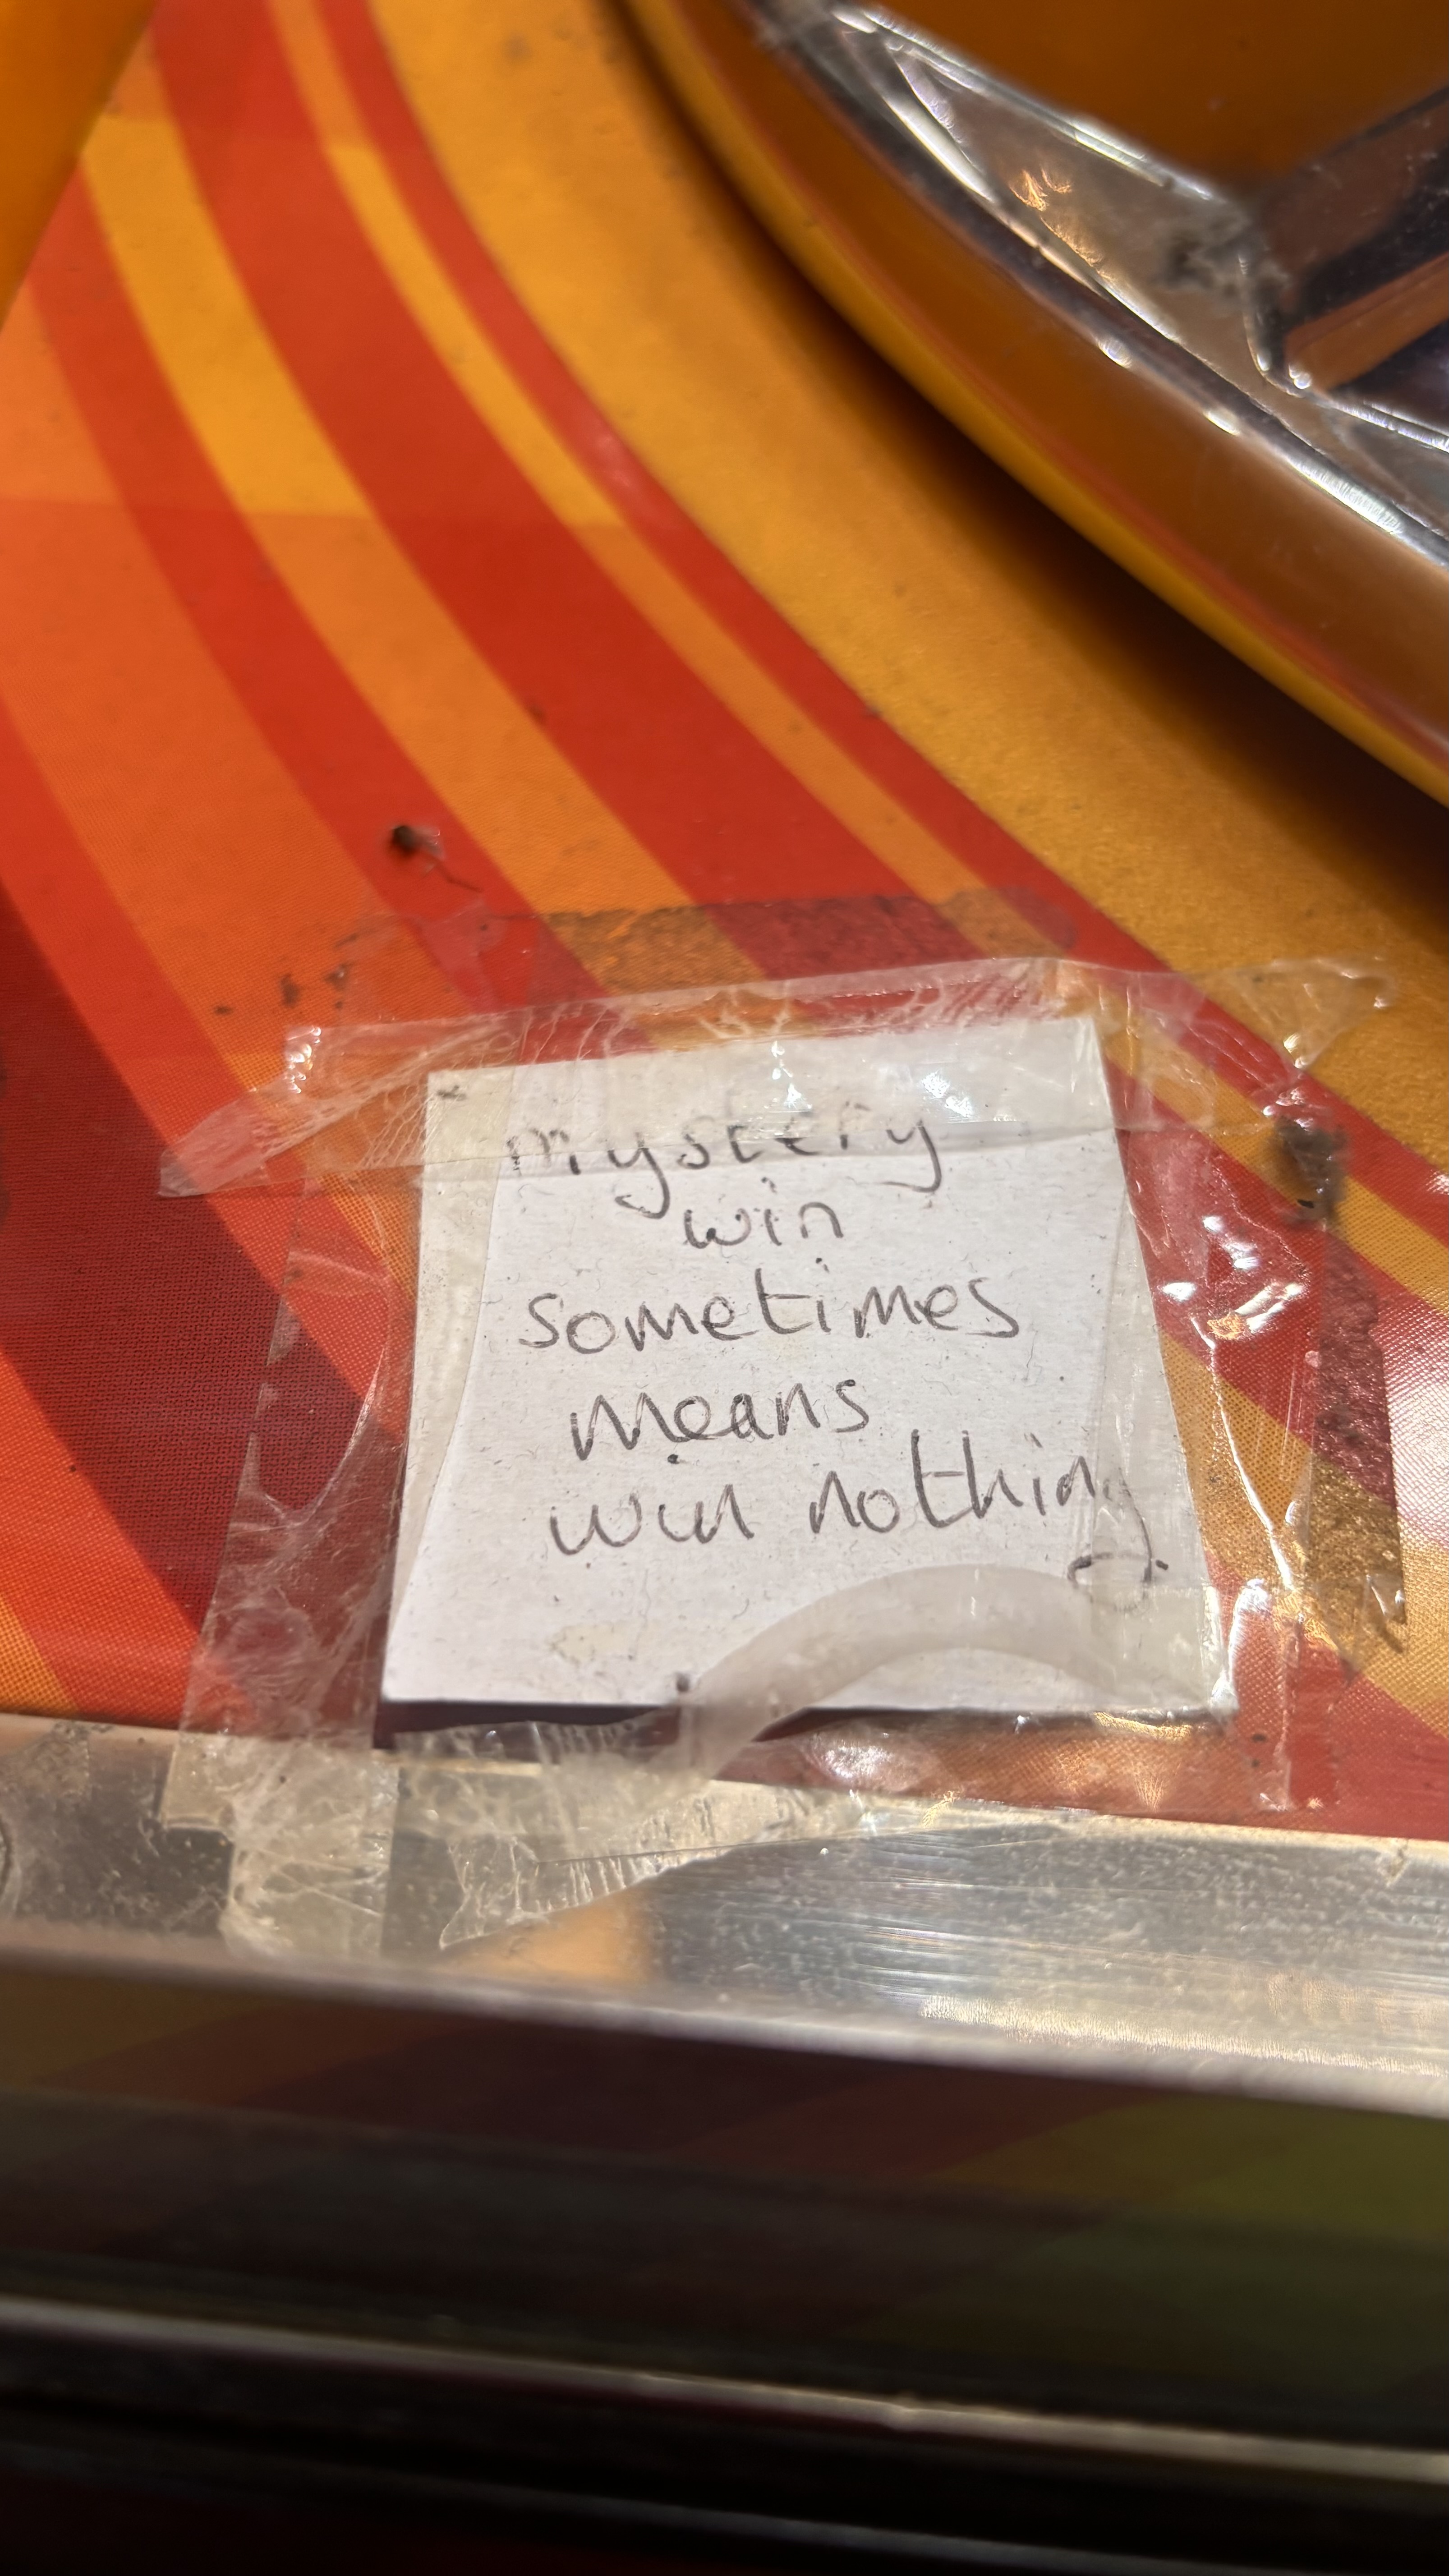 mystery
win
sometimes
means
win nothing